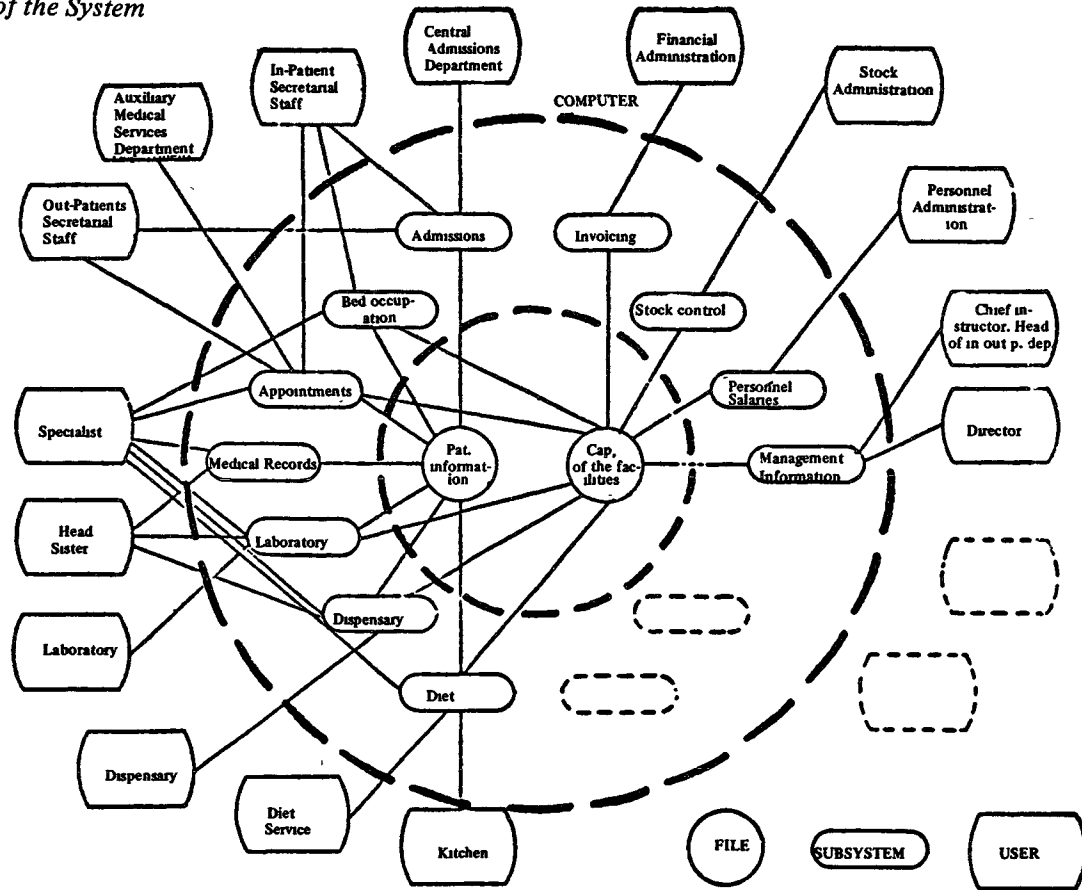 of the System
Central
Admissions
Department
Financial
Administration
Stock
Administration
In-Patient
Secretarial
Staff
Auxiliary
Medical
Services
Department
COMPUTER
Out-Patients
Secretarial
Staff
Personnel
Administrat-
ion
Admissions
Invoicing
Bed occup-
ation
Stock control
Chief in-
structor. Head
of in out p. dep.
Appointments
Personnel
Salaries
Specialist
Director
Medical Records
Pat.
informat-
ion
Cap.
of the fac-
ilities
Management
Information
Head
Sister
Laboratory
Dispensary
Laboratory
Diet
Dispensary
Diet
Service
Kitchen
FILE
SUBSYSTEM
USER